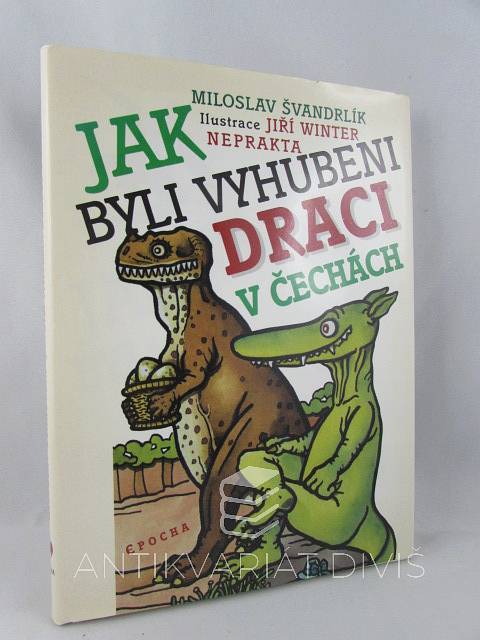 MILOSLAV ŠVANDRLÍK
Ilustrace JIŘÍ WINTER
NEPRAKTA
JAK
BYLI VYHUBENI
DRACI
V ČECHÁCH
EPOCHA
ANTIKVARIÁT DIVIŠ